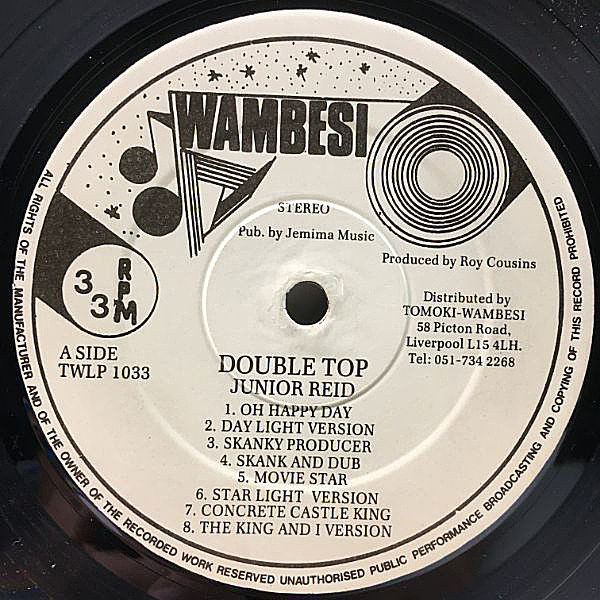 WAMBESI
STEREO
Pub. by Jemima Music
Produced by Roy Cousins
33 RPM
Distributed by
TOMOKI-WAMBESI
58 Picton Road,
Liverpool L15 4LH.
Tel: 051-734 2268
A SIDE
TWLP 1033
DOUBLE TOP
JUNIOR REID
1. OH HAPPY DAY
2. DAY LIGHT VERSION
3. SKANKY PRODUCER
4. SKANK AND DUB
5. MOVIE STAR
6. STAR LIGHT VERSION
7. CONCRETE CASTLE KING
8. THE KING AND I VERSION
ALL RIGHTS OF THE MANUFACTURER AND OF THE OWNER OF THE RECORDED WORK RESERVED UNAUTHORISED PUBLIC PERFORMANCE BROADCASTING AND COPYING OF THIS RECORD PROHIBITED